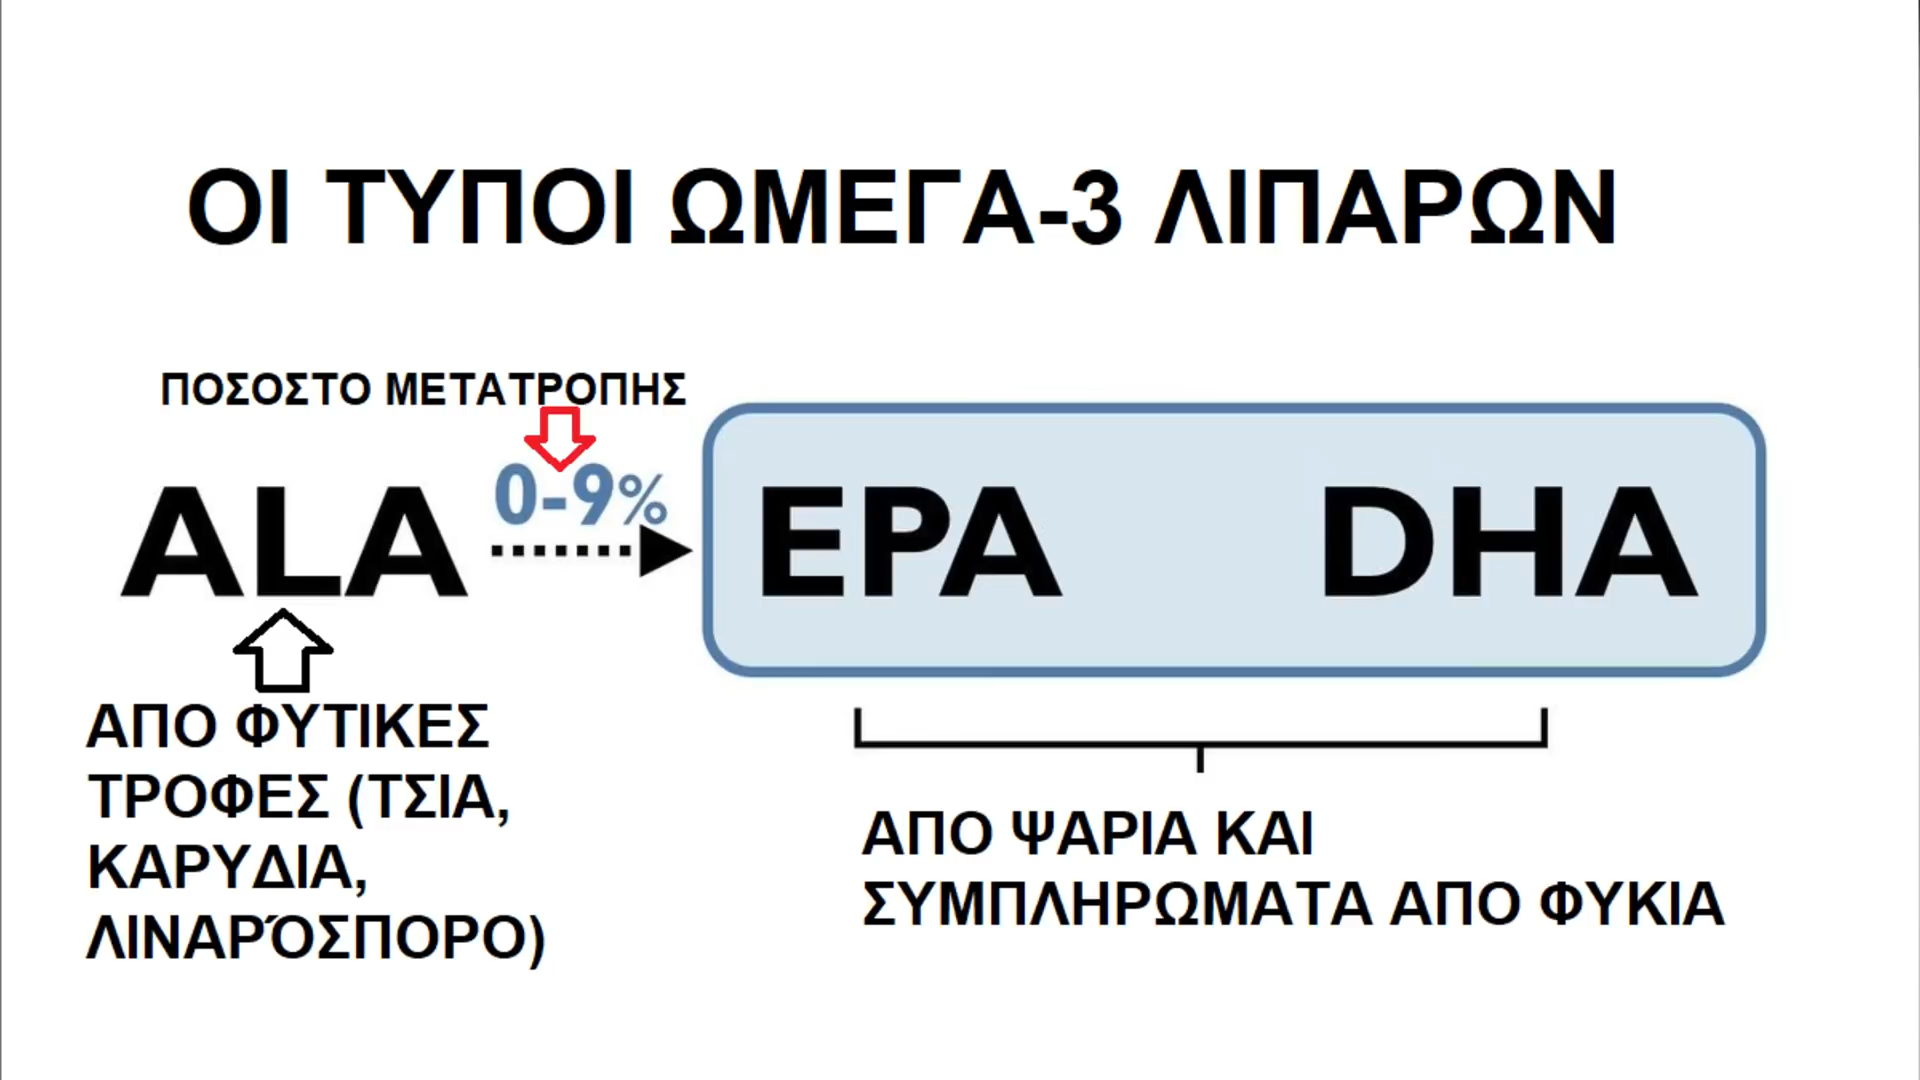 ΟΙ ΤΥΠΟΙ ΩΜΕΓΑ-3 ΛΙΠΑΡΩΝ
ΠΟΣΟΣΤΟ ΜΕΤΑΤΡΟΠΗΣ
0-9%
ALA
EPA
DHA
ΑΠΟ ΦΥΤΙΚΕΣ
ΤΡΟΦΕΣ (ΤΣΙΑ,
ΚΑΡΥΔΙΑ,
ΛΙΝΑΡΌΣΠΟΡΟ)
ΑΠΟ ΨΑΡΙΑ ΚΑΙ
ΣΥΜΠΛΗΡΩΜΑΤΑ ΑΠΟ ΦΥΚΙΑ